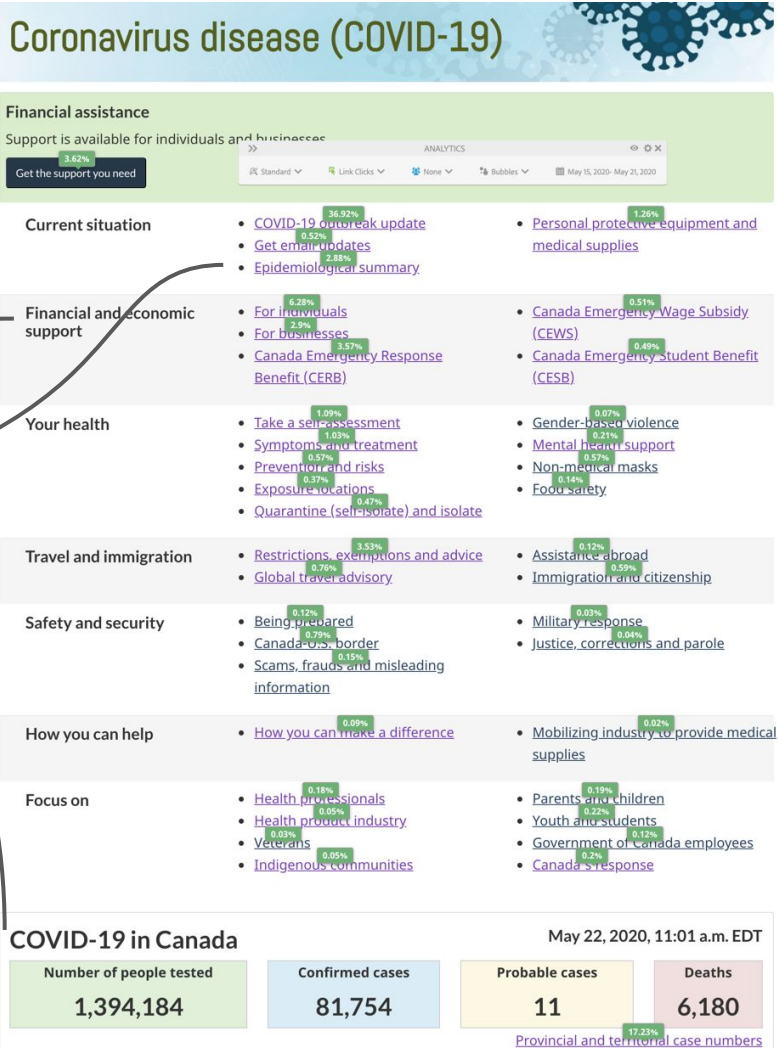 Coronavirus disease (COVID-19)
Financial assistance
Support is available for individuals and businesses
3.62%
Get the support you need
ANALYTICS
Standard
Link Clicks
None
Bubbles
May 15, 2020- May 21, 2020
Current situation
36.92%
COVID-19 outbreak update
0.52%
Get email updates
2.88%
Epidemiological summary
1.26%
Personal protective equipment and
medical supplies
Financial and economic
support
6.28%
For individuals
2.9%
For businesses
3.57%
Canada Emergency Response
Benefit (CERB)
0.51%
Canada Emergency Wage Subsidy
(CEWS)
0.49%
Canada Emergency Student Benefit
(CESB)
Your health
1.09%
Take a self-assessment
1.03%
Symptoms and treatment
0.57%
Prevention and risks
0.37%
Exposure locations
0.47%
Quarantine (self-isolate) and isolate
0.07%
Gender-based violence
0.21%
Mental health support
0.57%
Non-medical masks
0.14%
Food safety
Travel and immigration
3.53%
Restrictions, exemptions and advice
0.76%
Global travel advisory
0.12%
Assistance abroad
0.59%
Immigration and citizenship
Safety and security
0.12%
Being prepared
0.79%
Canada-U.S. border
0.15%
Scams, frauds and misleading
information
0.03%
Military response
0.04%
Justice, corrections and parole
How you can help
0.09%
How you can make a difference
0.02%
Mobilizing industry to provide medical
supplies
Focus on
0.18%
Health professionals
0.05%
Health product industry
0.03%
Veterans
0.05%
Indigenous communities
0.19%
Parents and children
0.22%
Youth and students
0.12%
Government of Canada employees
0.2%
Canada's response
COVID-19 in Canada
May 22, 2020, 11:01 a.m. EDT
Number of people tested
1,394,184
Confirmed cases
81,754
Probable cases
11
Deaths
6,180
17.23%
Provincial and territorial case numbers